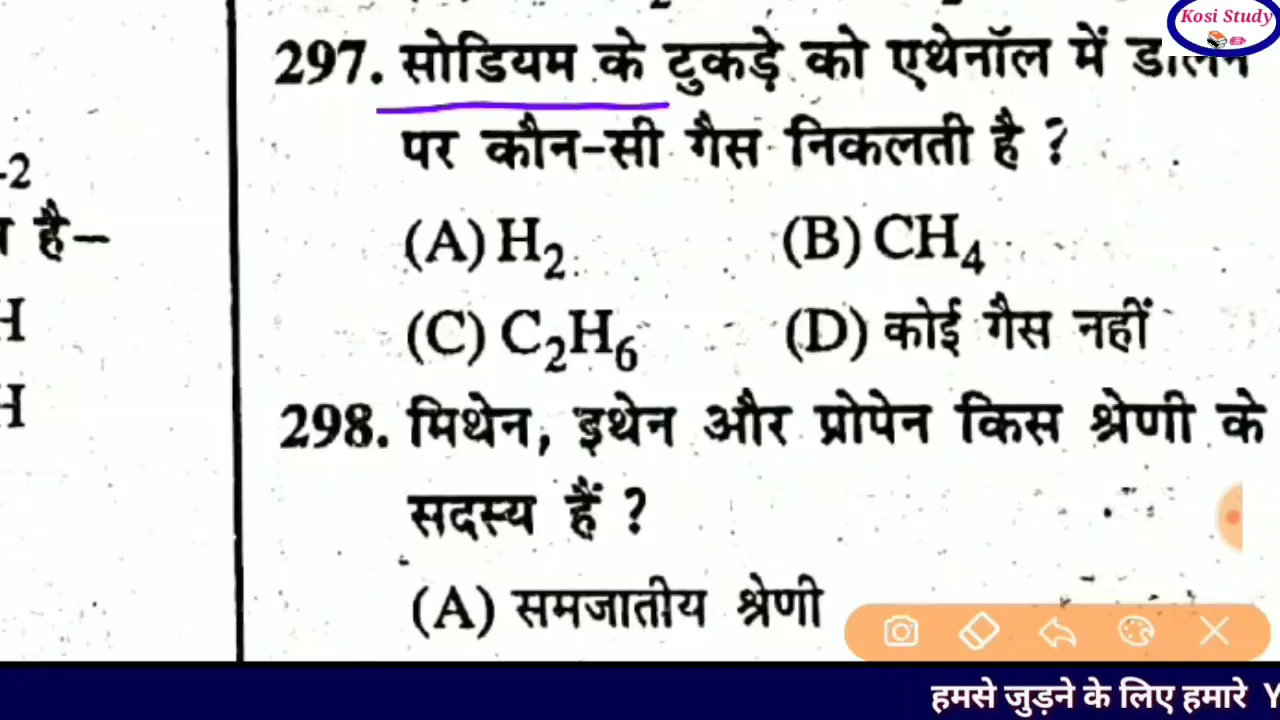 Kosi Study
297. सोडियम के टुकड़े को एथेनॉल में डालने
पर कौन-सी गैस निकलती है ?
-2
है–
(A) H₂ (B) CH₄
H
(C) C₂H₆ (D) कोई गैस नहीं
H
298. मिथेन, इथेन और प्रोपेन किस श्रेणी के
सदस्य हैं ?
(A) समजातीय श्रेणी
हमसे जुड़ने के लिए हमारे Y